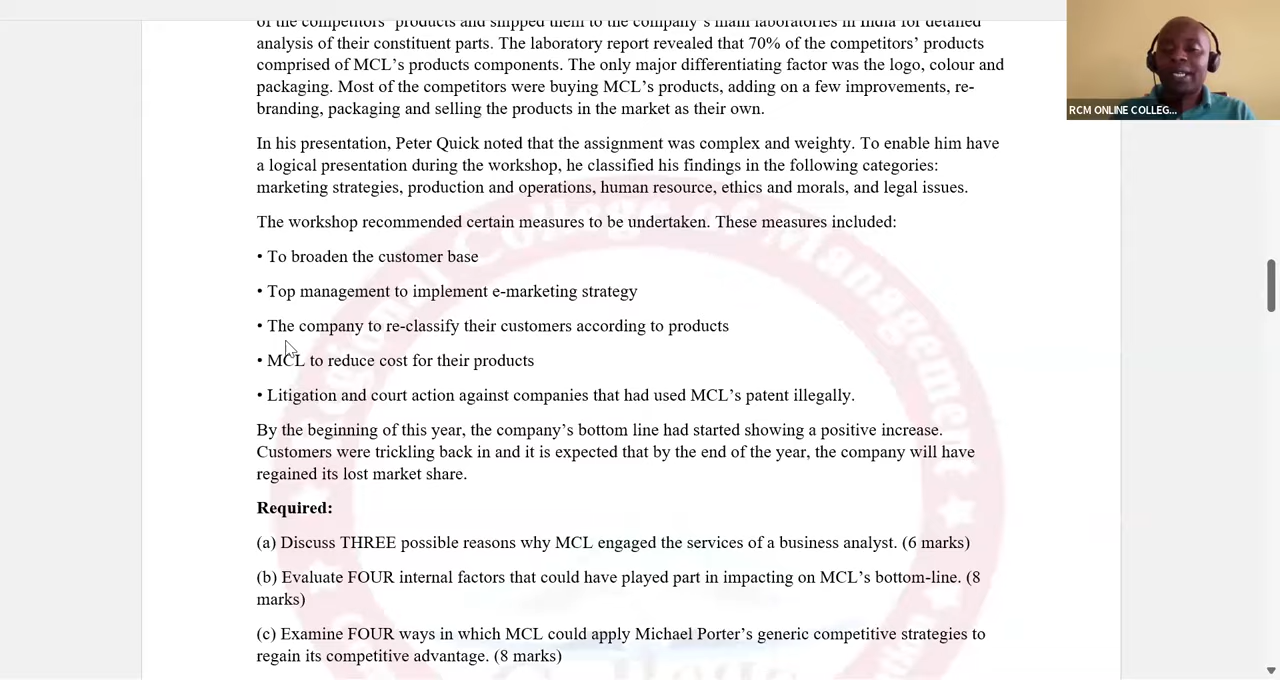 of the competitors' products and shipped them to the company's main laboratories in India for detailed
analysis of their constituent parts. The laboratory report revealed that 70% of the competitors' products
comprised of MCL's products components. The only major differentiating factor was the logo, colour and
packaging. Most of the competitors were buying MCL's products, adding on a few improvements, re-
branding, packaging and selling the products in the market as their own.
In his presentation, Peter Quick noted that the assignment was complex and weighty. To enable him have
a logical presentation during the workshop, he classified his findings in the following categories:
marketing strategies, production and operations, human resource, ethics and morals, and legal issues.
The workshop recommended certain measures to be undertaken. These measures included:
• To broaden the customer base
• Top management to implement e-marketing strategy
• The company to re-classify their customers according to products
• MCL to reduce cost for their products
• Litigation and court action against companies that had used MCL's patent illegally.
By the beginning of this year, the company's bottom line had started showing a positive increase.
Customers were trickling back in and it is expected that by the end of the year, the company will have
regained its lost market share.
Required:
(a) Discuss THREE possible reasons why MCL engaged the services of a business analyst. (6 marks)
(b) Evaluate FOUR internal factors that could have played part in impacting on MCL's bottom-line. (8
marks)
(c) Examine FOUR ways in which MCL could apply Michael Porter's generic competitive strategies to
regain its competitive advantage. (8 marks)
RCM ONLINE COLLEG...
College of Management